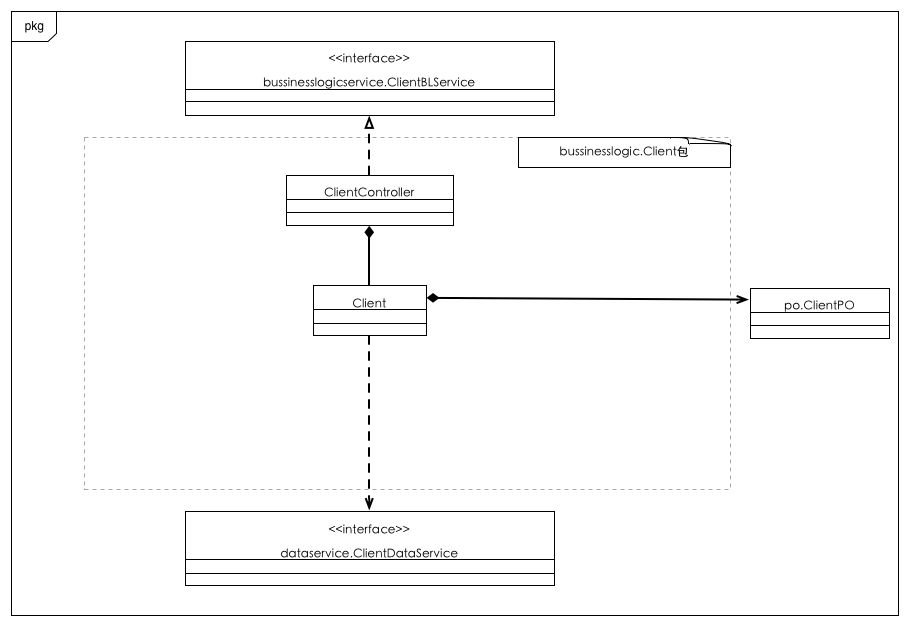 pkg
<<interface>>
bussinesslogicservice.ClientBLService
bussinesslogic.Client包
ClientController
Client
po.ClientPO
<<interface>>
dataservice.ClientDataService